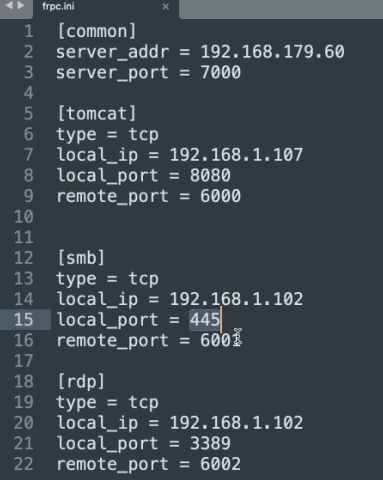 frpc.ini
1 [common]
2 server_addr = 192.168.179.60
3 server_port = 7000
4
5 [tomcat]
6 type = tcp
7 local_ip = 192.168.1.107
8 local_port = 8080
9 remote_port = 6000
10
11
12 [smb]
13 type = tcp
14 local_ip = 192.168.1.102
15 local_port = 445
16 remote_port = 6001
17
18 [rdp]
19 type = tcp
20 local_ip = 192.168.1.102
21 local_port = 3389
22 remote_port = 6002